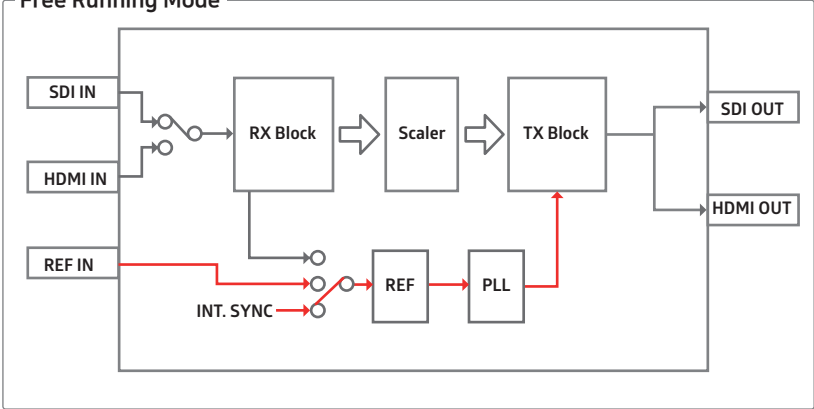 Free Running Mode
SDI IN
HDMI IN
REF IN
RX Block
Scaler
TX Block
SDI OUT
HDMI OUT
INT. SYNC
REF
PLL